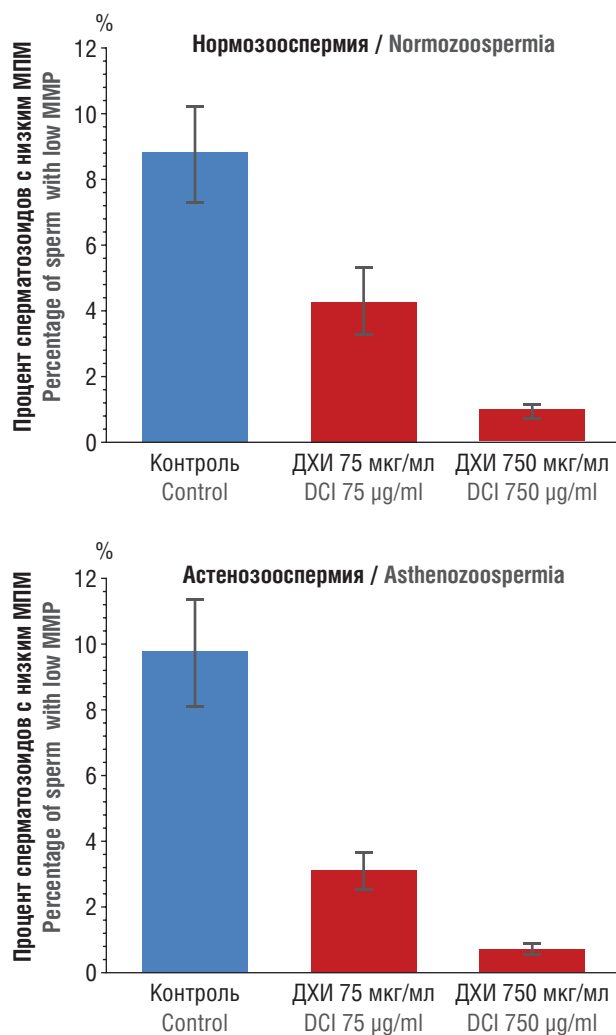 %
Нормозооспермия / Normozoospermia
Процент сперматозоидов с низким МПМ
Percentage of sperm with low MMP
12
10
8
6
4
2
0
Контроль
Control
ДХИ 75 мкг/мл
DCI 75 µg/ml
ДХИ 750 мкг/мл
DCI 750 µg/ml
%
Астенозооспермия / Asthenozoospermia
Процент сперматозоидов с низким МПМ
Percentage of sperm with low MMP
12
10
8
6
4
2
0
Контроль
Control
ДХИ 75 мкг/мл
DCI 75 µg/ml
ДХИ 750 мкг/мл
DCI 750 µg/ml